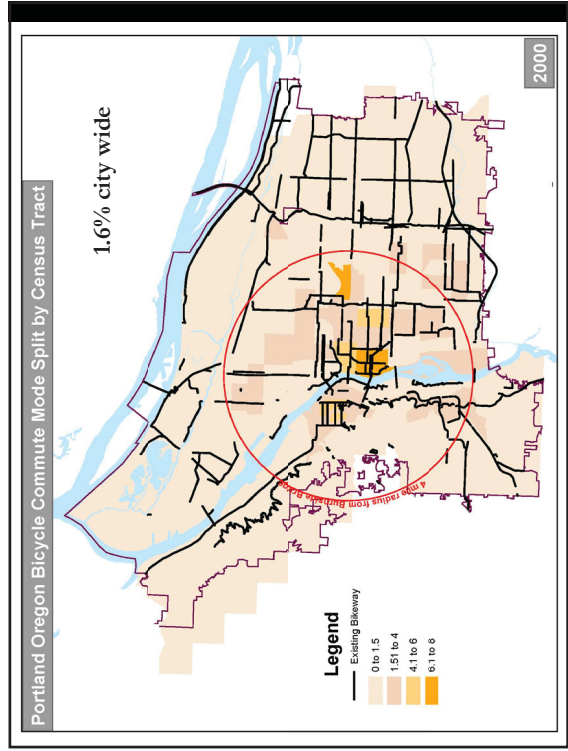 Portland Oregon Bicycle Commute Mode Split by Census Tract
2000
1.6% city wide
4 mile radius from Burnside Bridge
Legend
Existing Bikeway
0 to 1.5
1.51 to 4
4.1 to 6
6.1 to 8